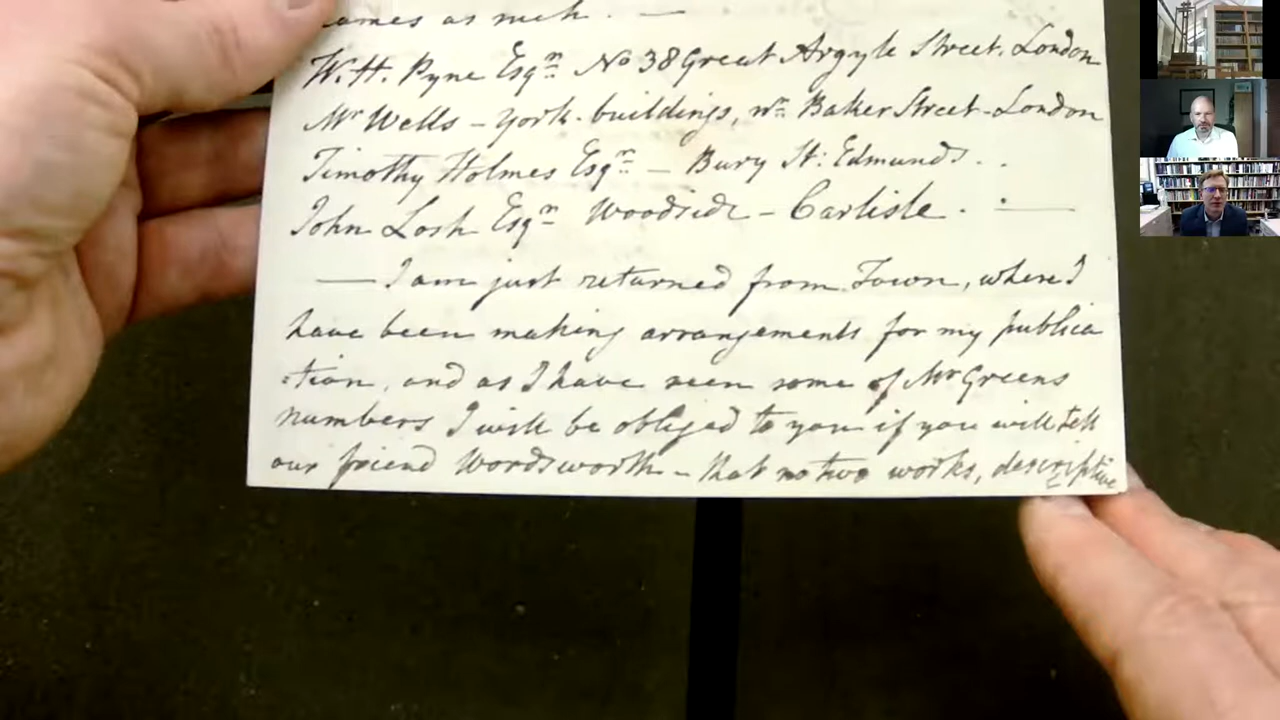 names as such. —
W. H. Pyne Esqr. No 38 Great Argyle Street. London
Mr Wells – York-buildings, nr. Baker Street – London
Timothy Holmes Esqr. – Bury St: Edmunds . .
John Losh Esqr. Woodside – Carlisle . —
— I am just returned from Town, where I
have been making arrangements for my publica
:tion, and as I have seen some of Mr Greens
numbers I will be obliged to you if you will tell
our friend Wordsworth – that no two works, descriptive